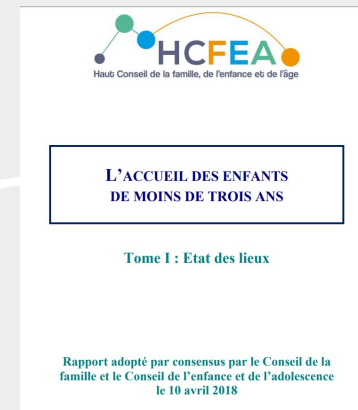 HCFEA
Haut Conseil de la famille, de l'enfance et de l'âge
L'ACCUEIL DES ENFANTS
DE MOINS DE TROIS ANS
Tome I : Etat des lieux
Rapport adopté par consensus par le Conseil de la
famille et le Conseil de l'enfance et de l'adolescence
le 10 avril 2018